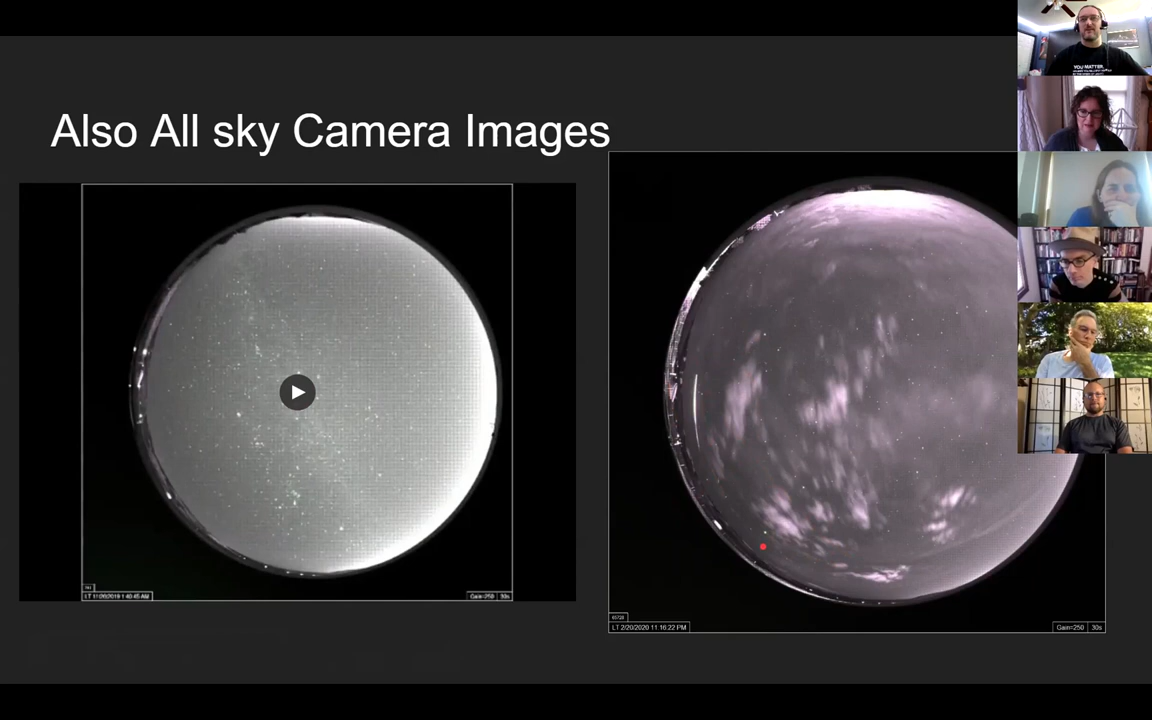 Also All sky Camera Images
YOU MATTER.
LT 11/20/2019 1:40:45 AM
Gain=250
30s
65728
LT 2/20/2020 11:16:22 PM
Gain=250
30s